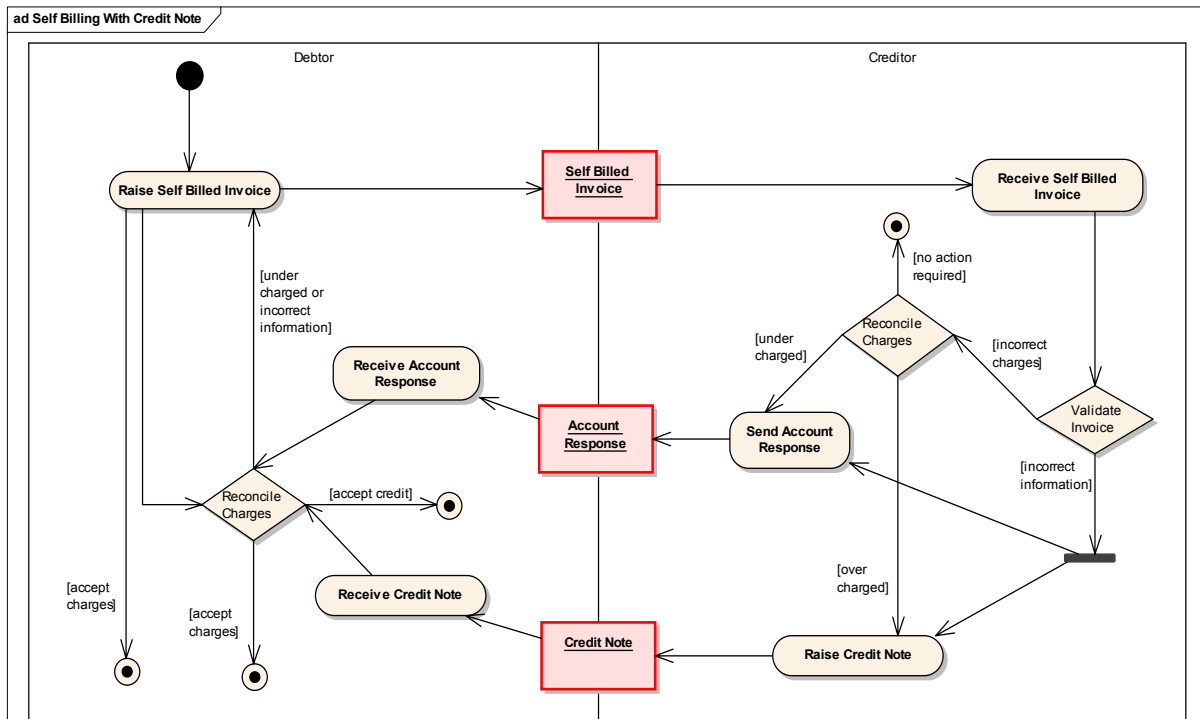 ad Self Billing With Credit Note
Debtor
Creditor
Raise Self Billed Invoice
Self Billed
Invoice
Receive Self Billed
Invoice
[no action
required]
[under
charged or
incorrect
information]
Reconcile
Charges
[under
charged]
[incorrect
charges]
Receive Account
Response
Validate
Invoice
Account
Response
Send Account
Response
[incorrect
information]
Reconcile
Charges
[accept credit]
[over
charged]
[accept
charges]
Receive Credit Note
[accept
charges]
Credit Note
Raise Credit Note